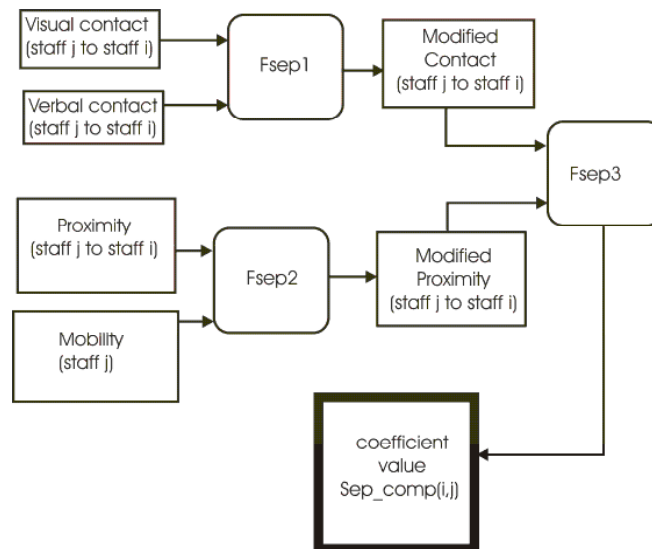 Visual contact
(staff j to staff i)
Fsep1
Modified
Contact
(staff j to staff i)
Verbal contact
(staff j to staff i)
Fsep3
Proximity
(staff j to staff i)
Fsep2
Modified
Proximity
(staff j to staff i)
Mobility
(staff j)
coefficient
value
Sep_comp(i,j)